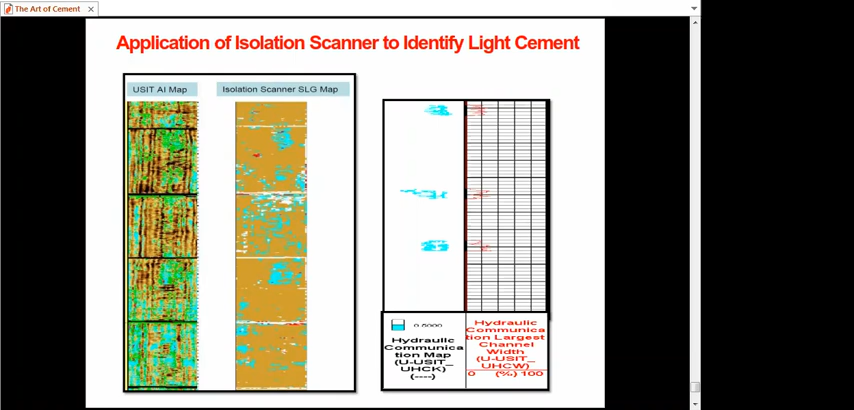 The Art of Cement
Application of Isolation Scanner to Identify Light Cement
USIT AI Map
Isolation Scanner SLG Map
0.5000
Hydraulic
Communica
tion Map
(U-USIT_
UHCK)
(----)
Hydraulic
Communica
tion Largest
Channel
Width
(U-USIT_
UHCW)
0 (%) 100